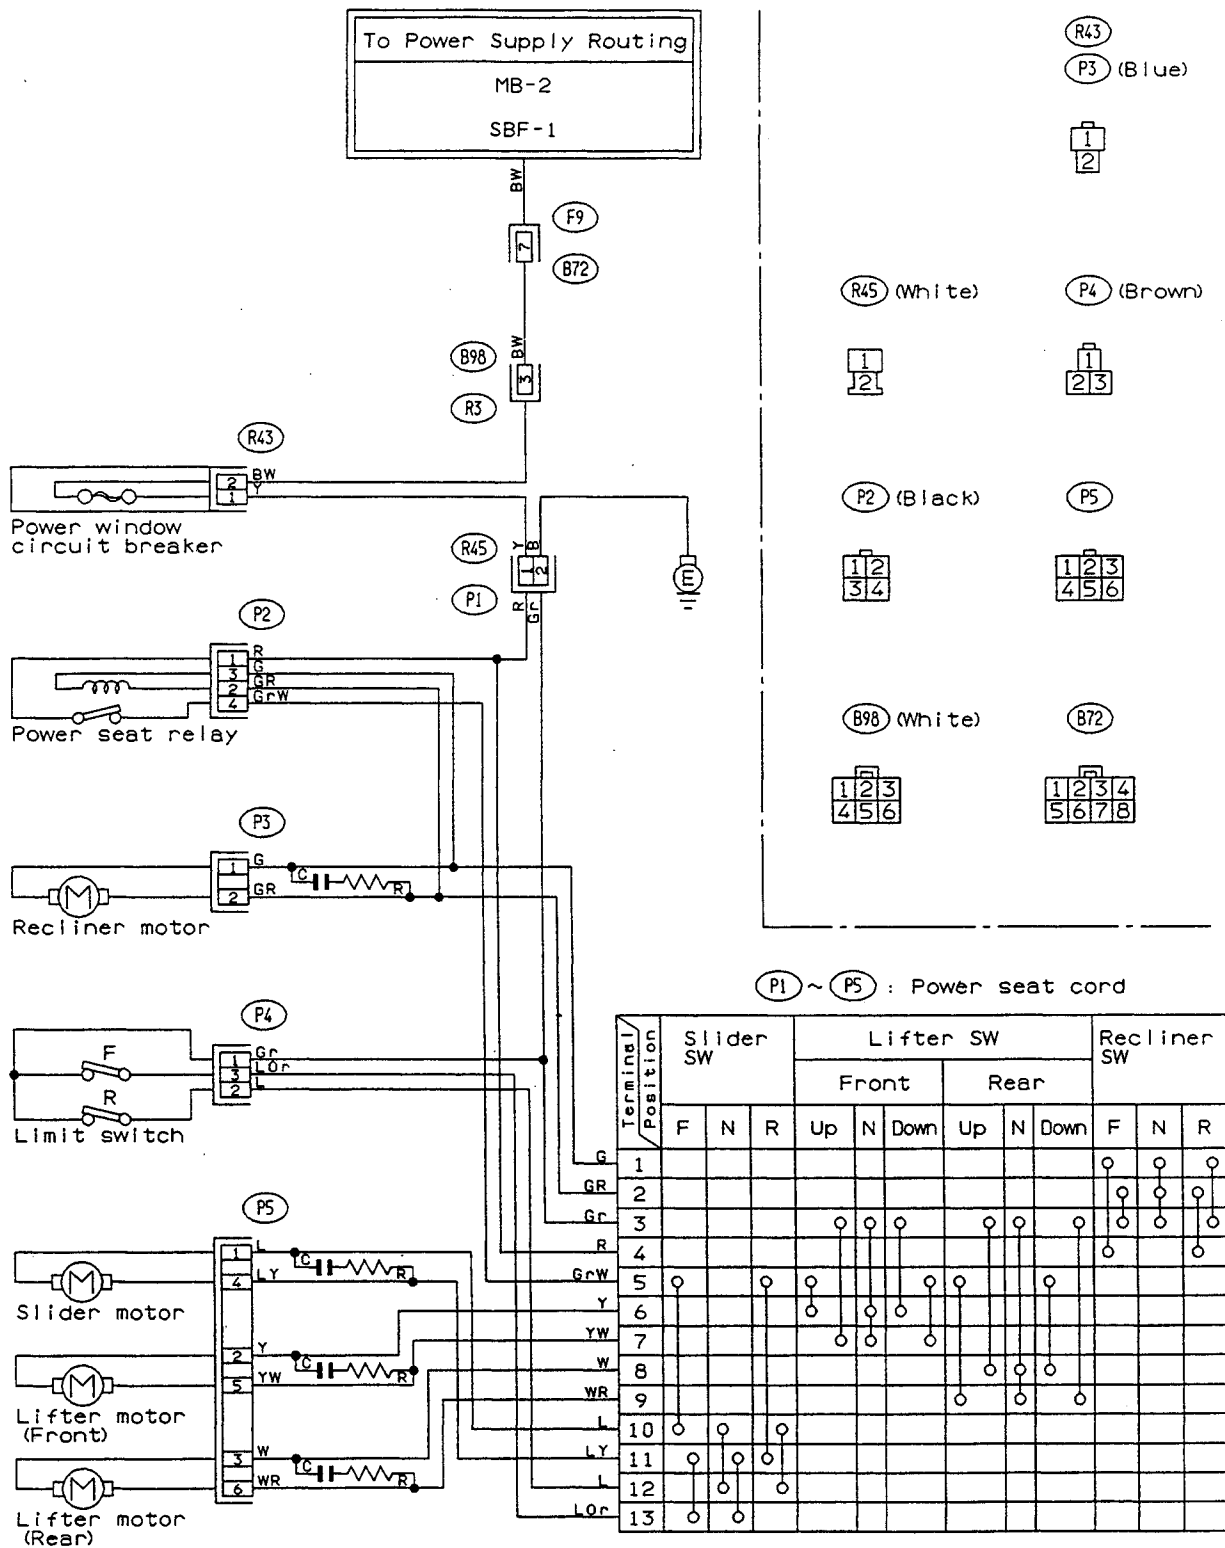 To Power Supply Routing
MB-2
SBF-1
BW
F9
7
B72
BW
B98
3
R3
R43
2 BW
1 Y
Power window
circuit breaker
Y B
R45
1 2
P1
R Gr
E
P2
1 R
3 G
2 GR
4 GrW
Power seat relay
P3
1 G
C
R
2 GR
M
Recliner motor
P4
F
1 Gr
3 LOr
2 L
R
Limit switch
P5
1 L
C
R
4 LY
M
Slider motor
2 Y
C
R
5 YW
M
Lifter motor
(Front)
3 W
C
R
6 WR
M
Lifter motor
(Rear)
R43
P3 (Blue)
1
2
R45 (White)
1
2
P4 (Brown)
1
2 3
P2 (Black)
1 2
3 4
P5
1 2 3
4 5 6
B98 (White)
1 2 3
4 5 6
B72
1 2 3 4
5 6 7 8
P1 ~ P5 : Power seat cord
Terminal
Position
Slider
SW
Lifter SW
Recliner
SW
Front Rear
F N R Up N Down Up N Down F N R
G 1
GR 2
Gr 3
R 4
GrW 5
Y 6
YW 7
W 8
WR 9
L 10
LY 11
L 12
LOr 13